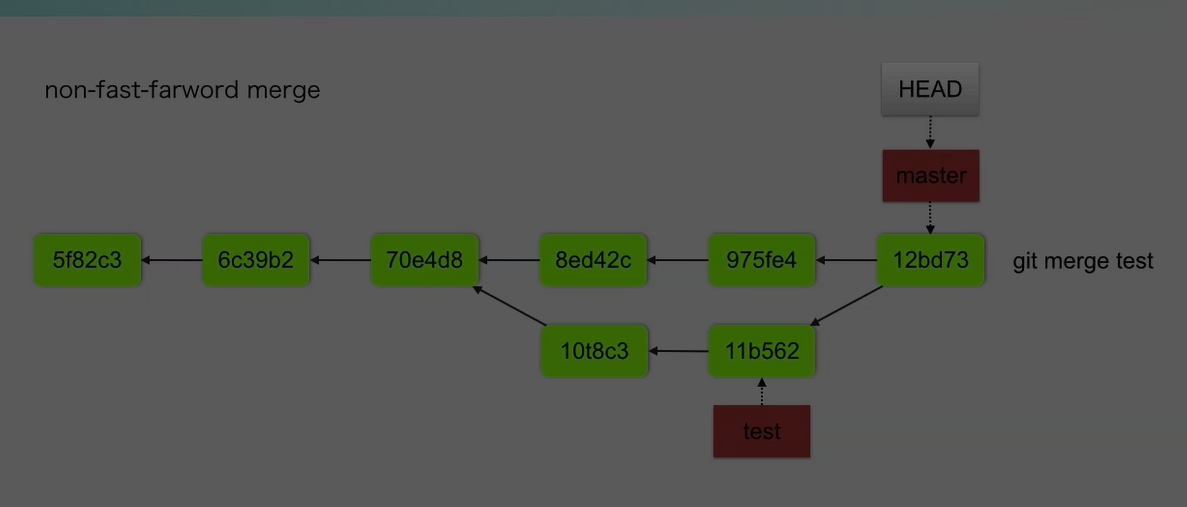 non-fast-farword merge
HEAD
master
5f82c3
6c39b2
70e4d8
8ed42c
975fe4
12bd73
git merge test
10t8c3
11b562
test